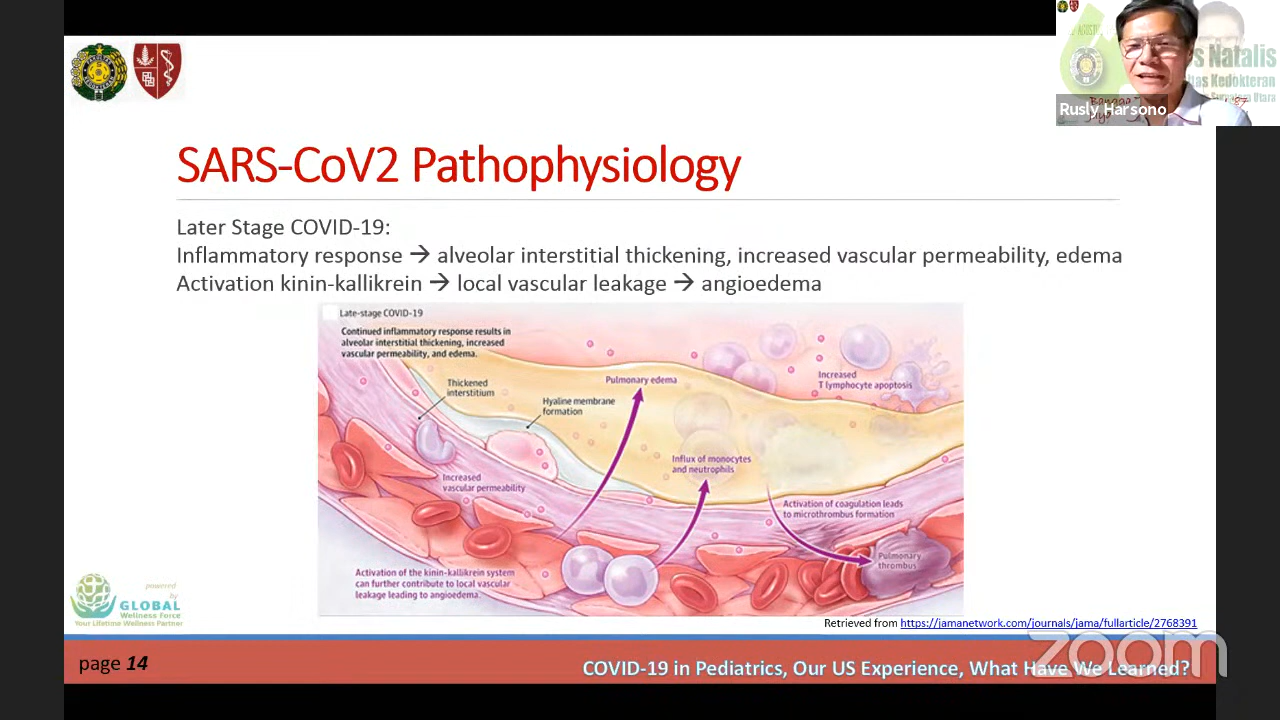 AGUST
s Natalis
tas Kedokteran
Sumatera Utara
Rusly Harsono
SARS-CoV2 Pathophysiology
Later Stage COVID-19:
Inflammatory response → alveolar interstitial thickening, increased vascular permeability, edema
Activation kinin-kallikrein → local vascular leakage → angioedema
Late-stage COVID-19
Continued inflammatory response results in
alveolar interstitial thickening, increased
vascular permeability, and edema.
Thickened
interstitium
Hyaline membrane
formation
Pulmonary edema
Increased
T lymphocyte apoptosis
Influx of monocytes
and neutrophils
Increased
vascular permeability
Activation of coagulation leads
to microthrombus formation
Pulmonary
thrombus
Activation of the kinin-kallikrein system
can further contribute to local vascular
leakage leading to angioedema.
powered
by
GLOBAL
Wellness Force
Your Lifetime Wellness Partner
Retrieved from https://jamanetwork.com/journals/jama/fullarticle/2768391
zoom
page 14
COVID-19 in Pediatrics, Our US Experience, What Have We Learned?